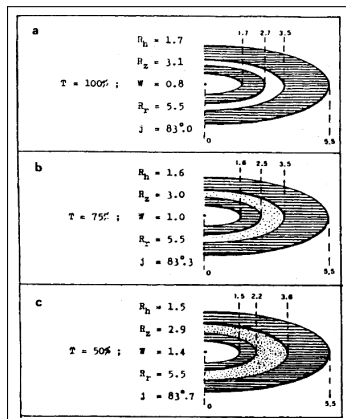 a
R_h = 1.7
R_z = 3.1
T = 100% ; W = 0.8
R_r = 5.5
j = 83°.0
1.7 2.7 3.5
0
5.5
b
R_h = 1.6
R_z = 3.0
T = 75% ; W = 1.0
R_r = 5.5
j = 83°.3
1.6 2.5 3.5
0
5.5
c
R_h = 1.5
R_z = 2.9
T = 50% ; W = 1.4
R_r = 5.5
j = 83°.7
1.5 2.2 3.6
0
5.5